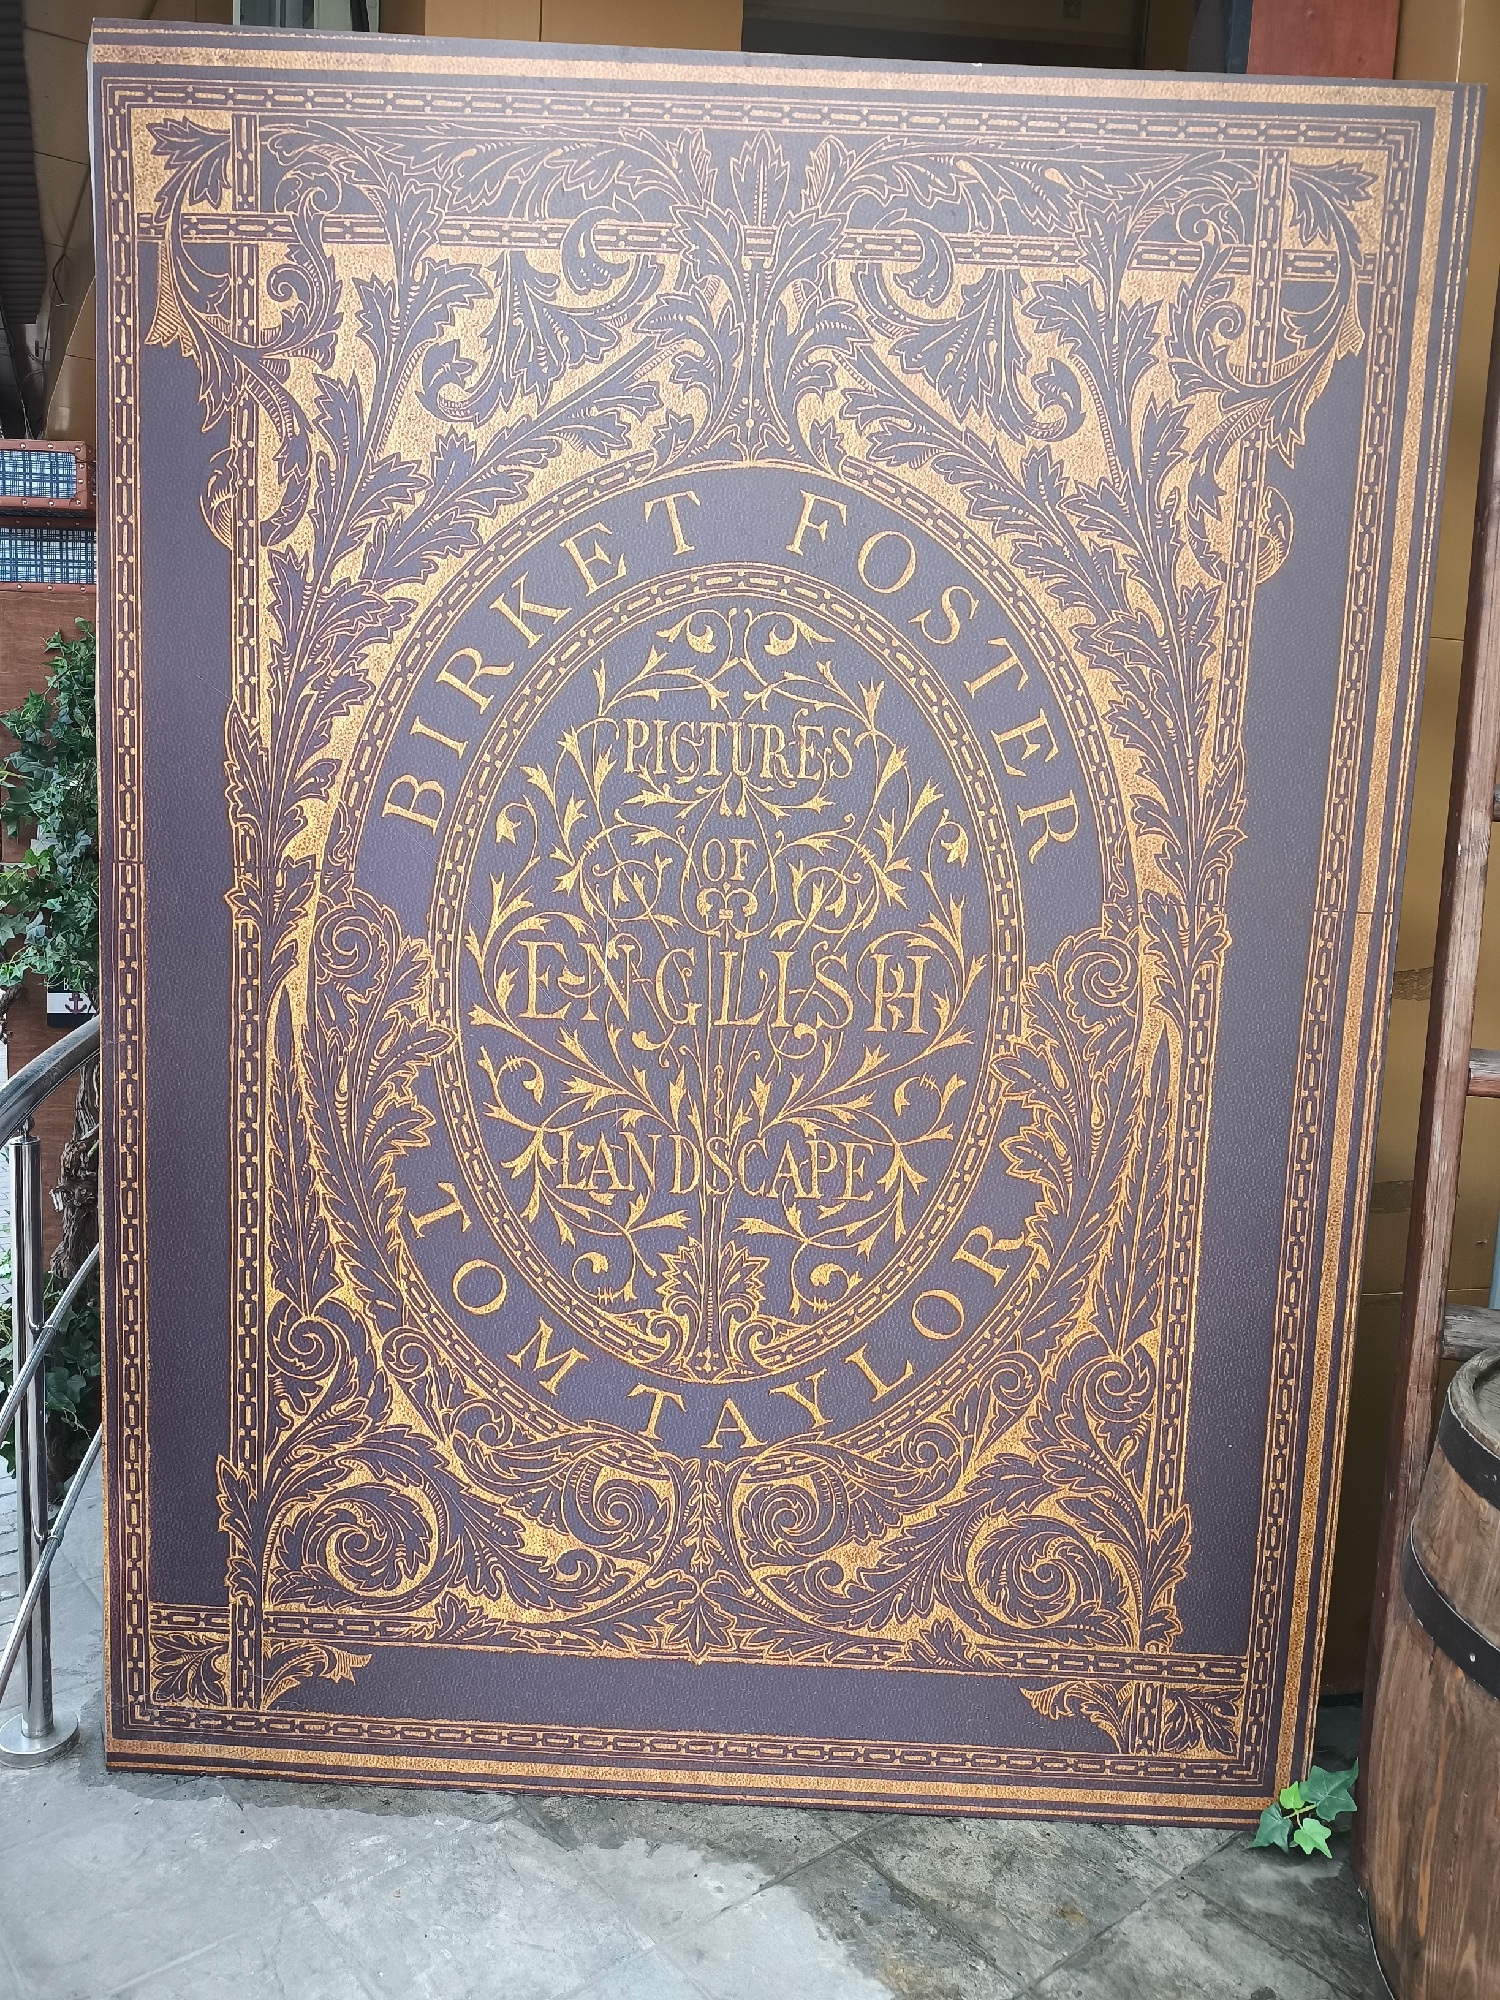 BIRKET FOSTER
PICTURES
OF
ENGLISH
LANDSCAPE
TOM TAYLOR